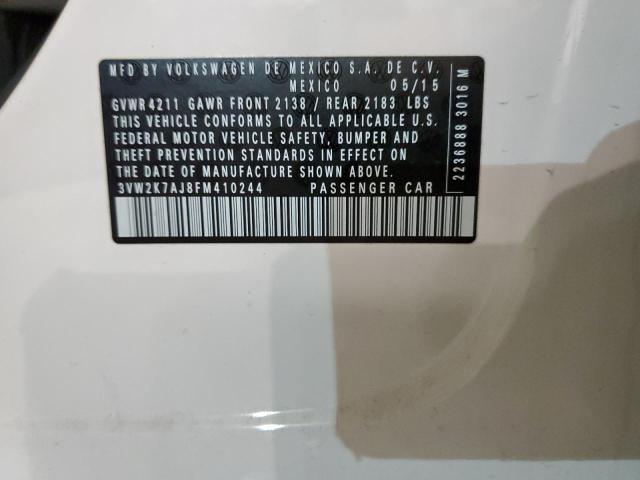 MFD BY VOLKSWAGEN DE MEXICO S.A. DE C.V.
MEXICO 05/15
GVWR 4211 GAWR FRONT 2138 / REAR 2183 LBS
THIS VEHICLE CONFORMS TO ALL APPLICABLE U.S.
FEDERAL MOTOR VEHICLE SAFETY, BUMPER AND
THEFT PREVENTION STANDARDS IN EFFECT ON
THE DATE OF MANUFACTURE SHOWN ABOVE.
3VW2K7AJ8FM410244 PASSENGER CAR
2236888 3016 M